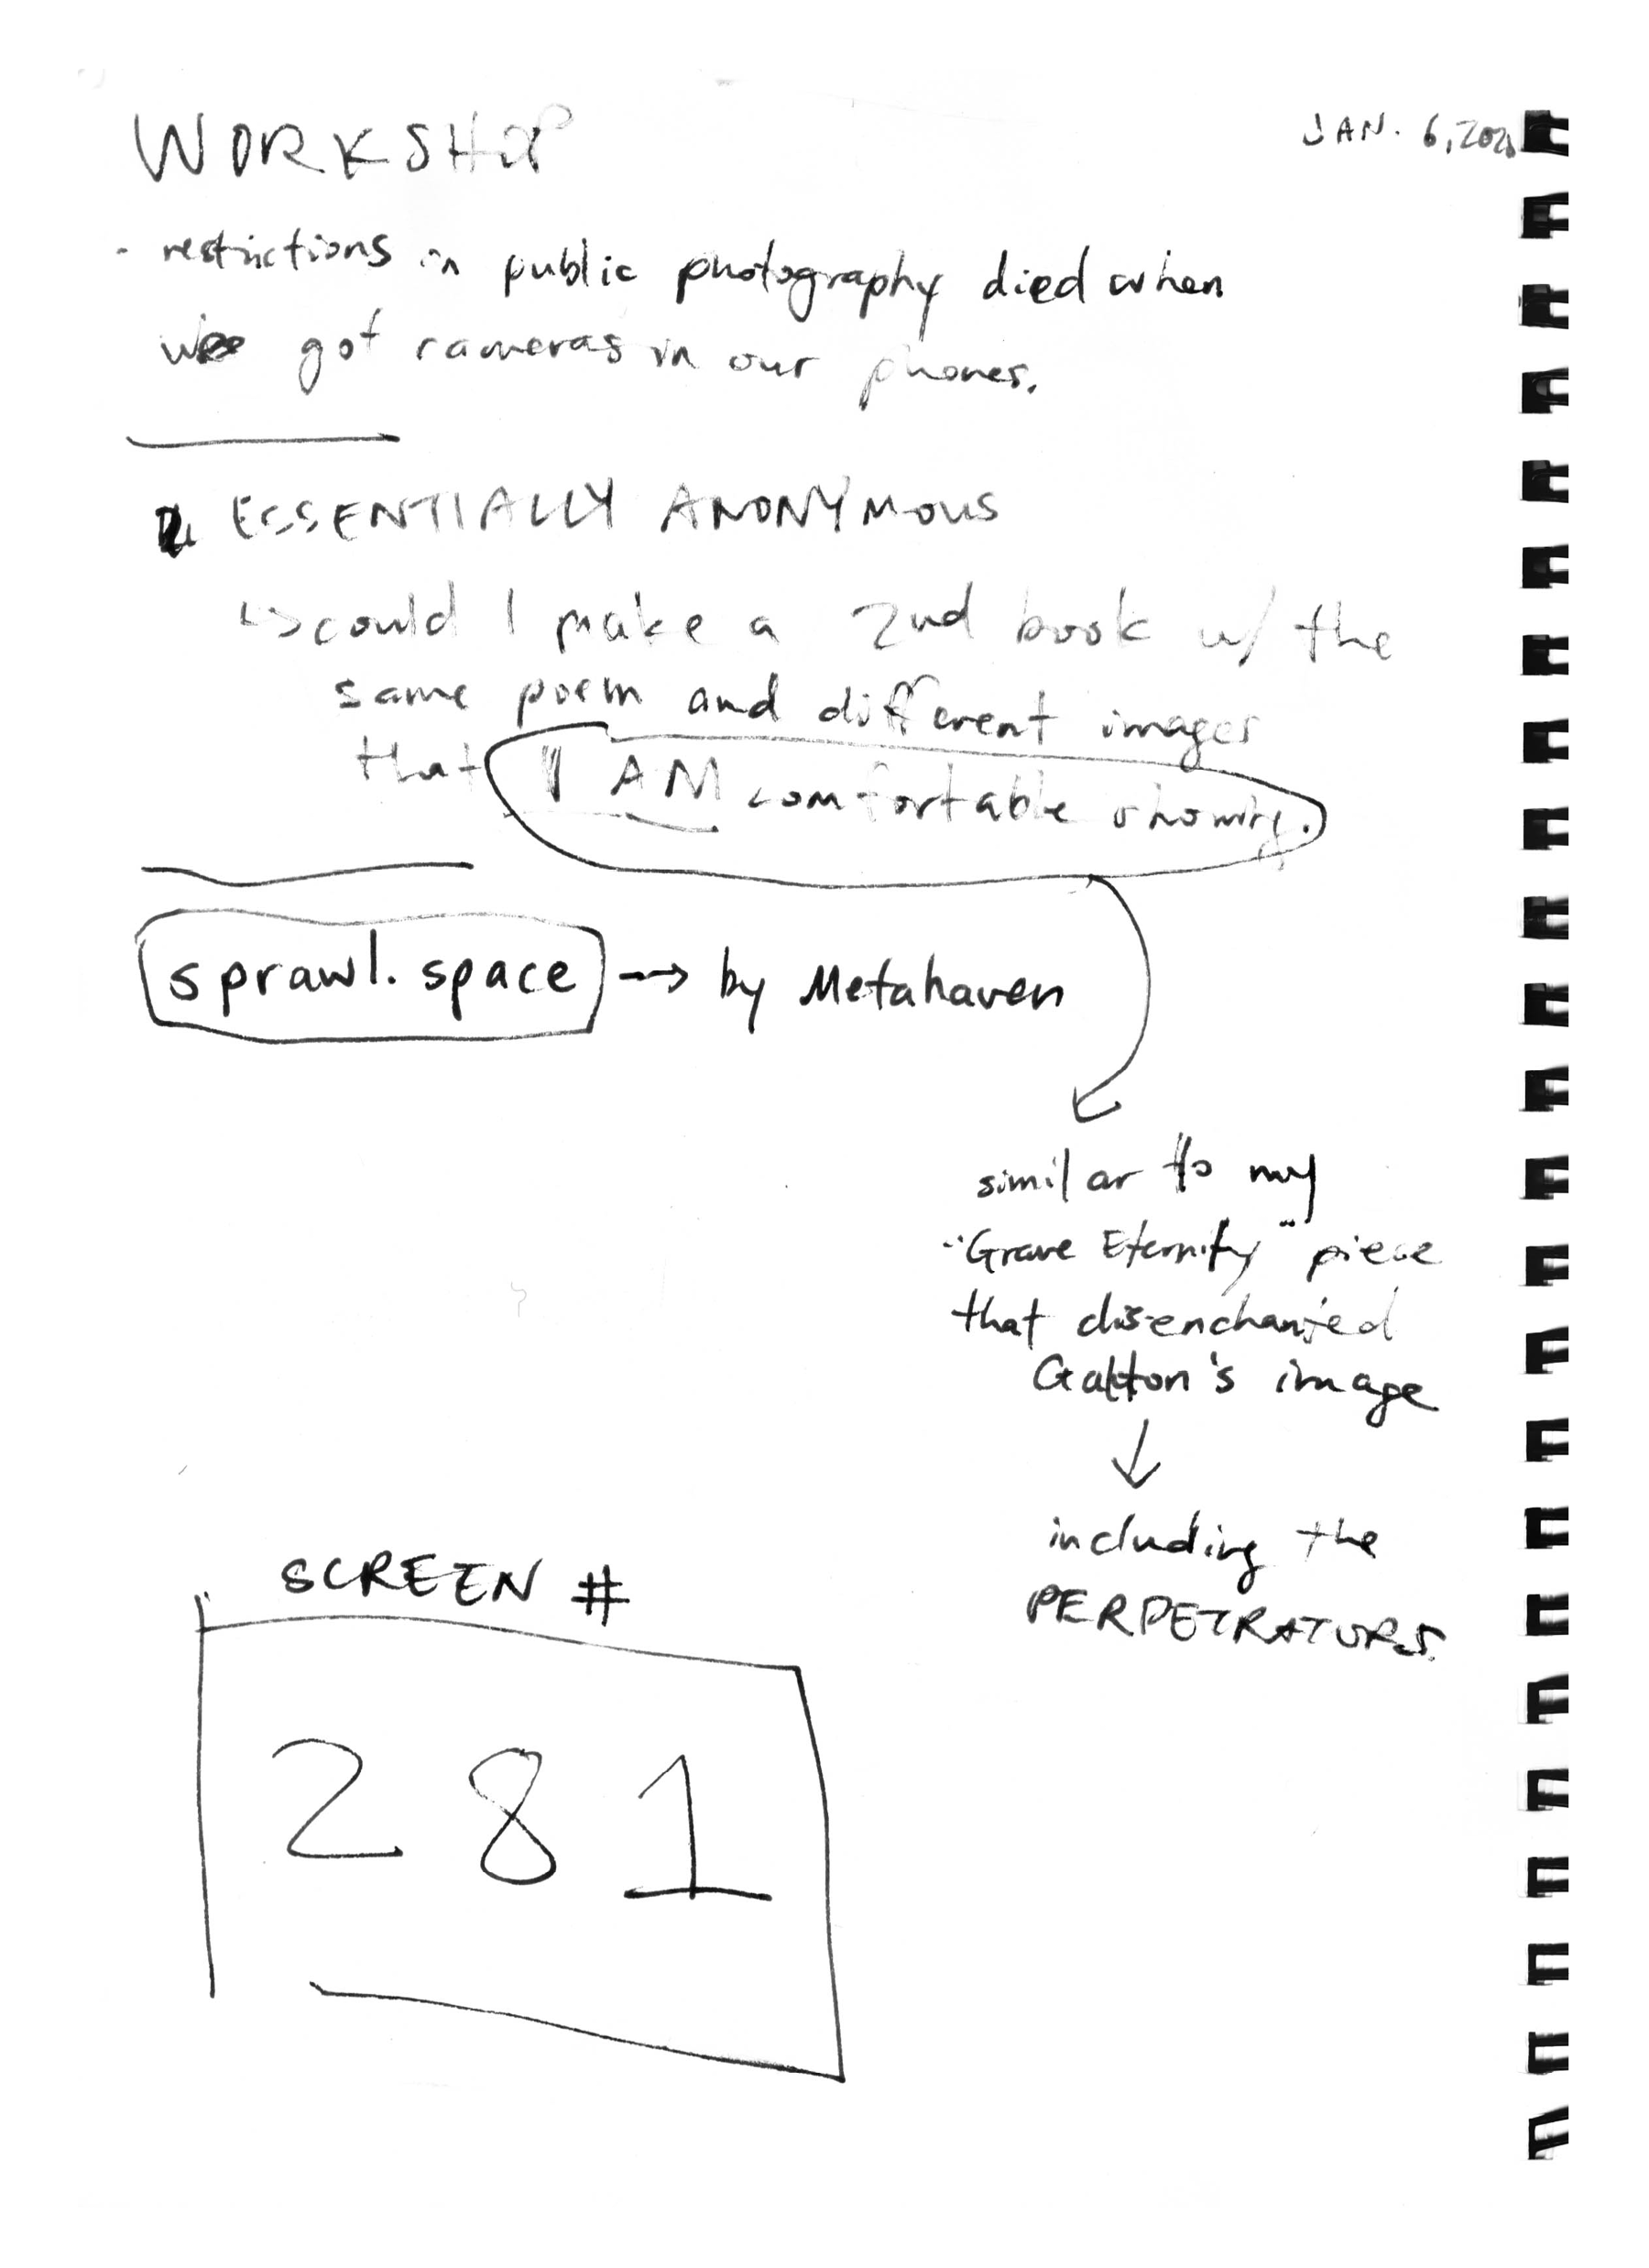 WORKSHOP
JAN. 6, 2020
- restrictions in public photography died when
we got cameras in our phones.
ESSENTIALLY ANONYMOUS
↳ could I make a 2nd book w/ the
same poem and different images
that I AM comfortable showing.
sprawl.space → by Metahaven
similar to my
"Grave Eternity" piece
that disenchanted
Galton's image
↓
including the
PERPETRATORS.
SCREEN #
281